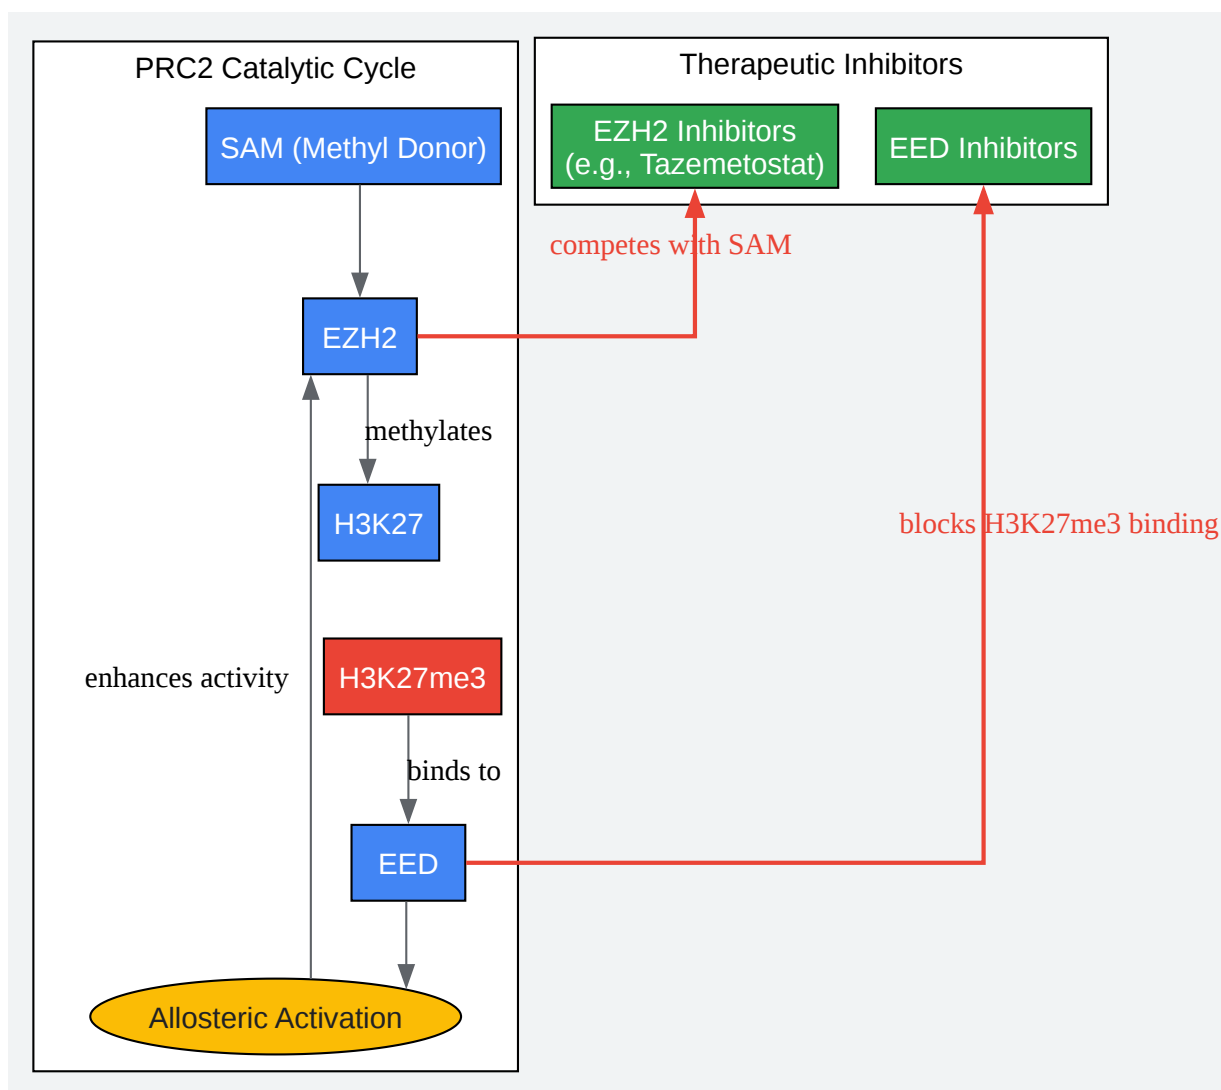 PRC2 Catalytic Cycle
SAM (Methyl Donor)
EZH2
methylates
H3K27
enhances activity
H3K27me3
binds to
EED
Allosteric Activation
Therapeutic Inhibitors
EZH2 Inhibitors
(e.g., Tazemetostat)
EED Inhibitors
competes with SAM
blocks H3K27me3 binding